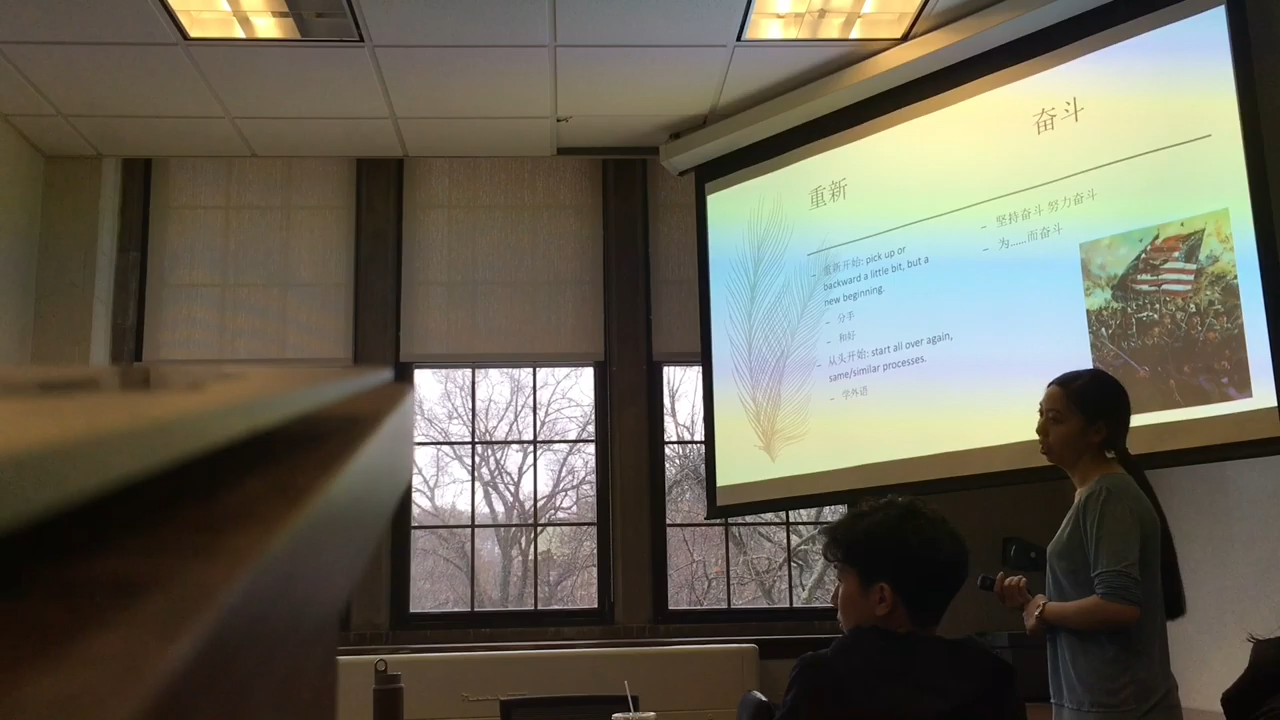 重新
奋斗
– 重新开始: pick up or
backward a little bit, but a
new beginning.
– 分手
– 和好
– 从头开始: start all over again,
same/similar processes.
– 学外语
– 坚持奋斗 努力奋斗
– 为......而奋斗